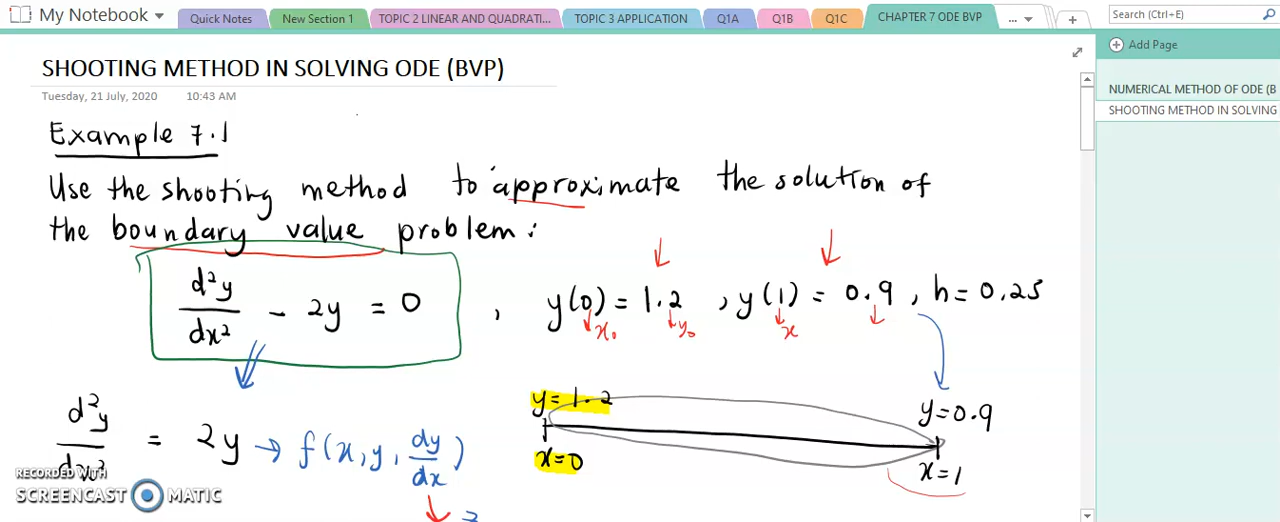 My Notebook
Quick Notes
New Section 1
TOPIC 2 LINEAR AND QUADRATI...
TOPIC 3 APPLICATION
Q1A
Q1B
Q1C
CHAPTER 7 ODE BVP
...
+
Search (Ctrl+E)
Add Page
NUMERICAL METHOD OF ODE (B
SHOOTING METHOD IN SOLVING
SHOOTING METHOD IN SOLVING ODE (BVP)
Tuesday, 21 July, 2020 10:43 AM
Example 7.1
Use the shooting method to approximate the solution of
the boundary value problem:
d²y/dx² - 2y = 0 , y(0) = 1.2 , y(1) = 0.9 , h = 0.25
x₀ y₀ x
y = 1.2
y = 0.9
d²y/dx² = 2y → f(x, y, dy/dx)
x = 0
x = 1
RECORDED WITH
SCREENCAST MATIC